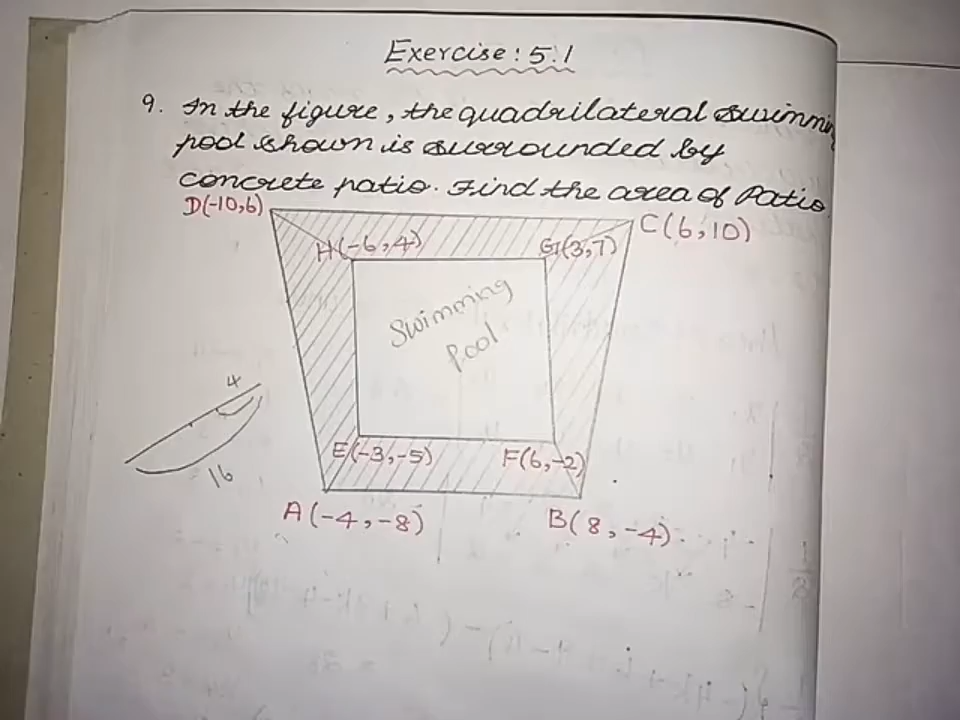 Exercise: 5.1
9. In the figure, the quadrilateral swimming
pool shown is surrounded by
concrete patio. Find the area of Patio
D(-10,6)
C(6,10)
H(-6,4)
G(3,7)
Swimming
Pool
4
16
E(-3,-5)
F(6,-2)
A(-4,-8)
B(8,-4)